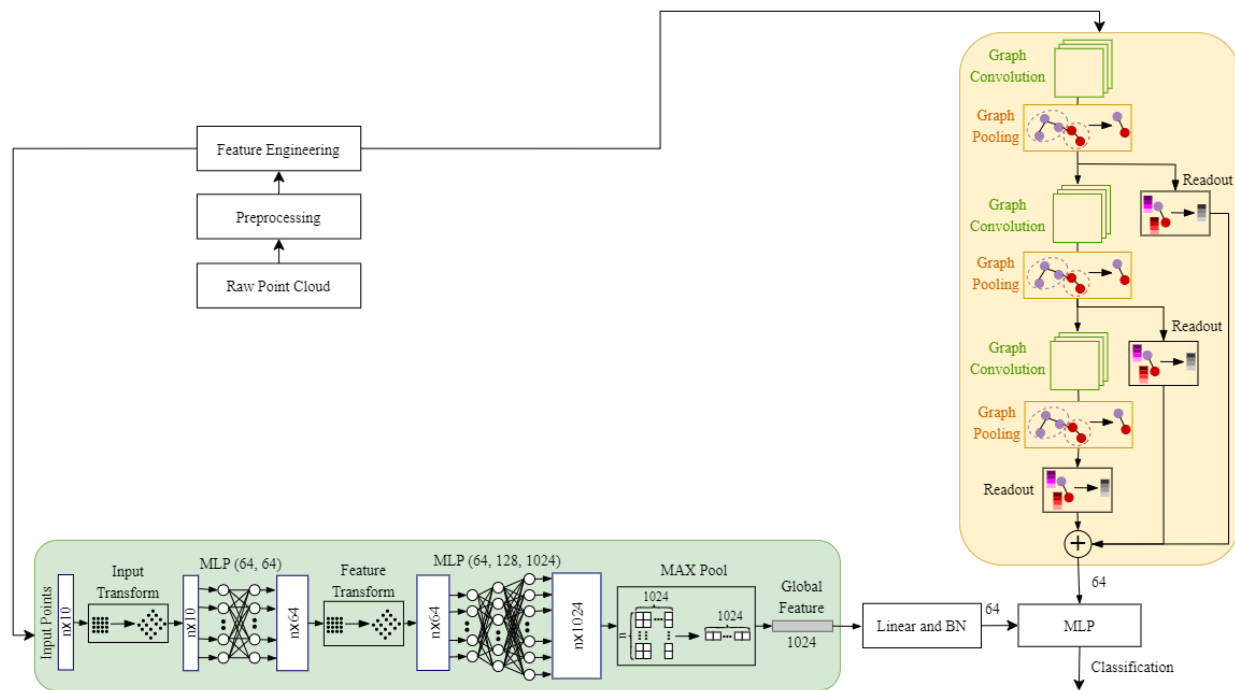 Graph
Convolution
Graph
Pooling
Readout
Graph
Convolution
Graph
Pooling
Readout
Graph
Convolution
Graph
Pooling
Readout
+
64
Feature Engineering
Preprocessing
Raw Point Cloud
Input Points
nx10
Input
Transform
nx10
MLP (64, 64)
nx64
Feature
Transform
nx64
MLP (64, 128, 1024)
nx1024
MAX Pool
1024
n
1024
Global
Feature
1024
Linear and BN
64
MLP
Classification